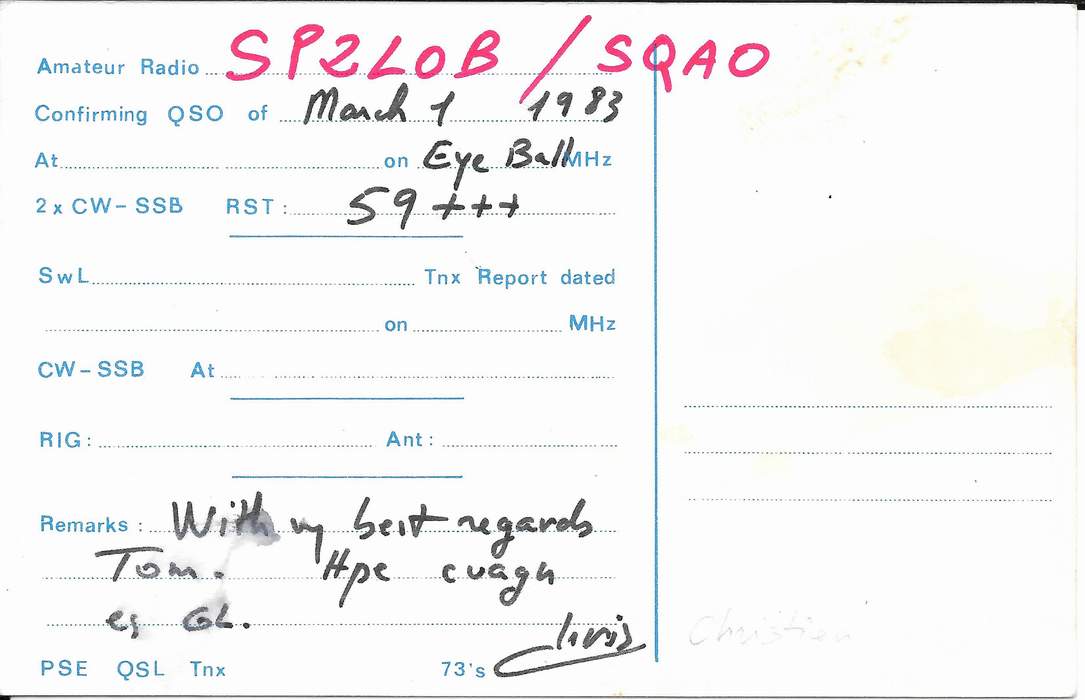 Amateur Radio SP2LOB / SQAO
Confirming QSO of March 1 1983
At on Eye Ball MHz
2 x CW-SSB RST: 59 +++
SwL Tnx Report dated
on MHz
CW-SSB At
RIG: Ant:
Remarks: With my best regards
Tom. Hpe cuagn
es GL.
PSE QSL Tnx 73's Chris
Christian